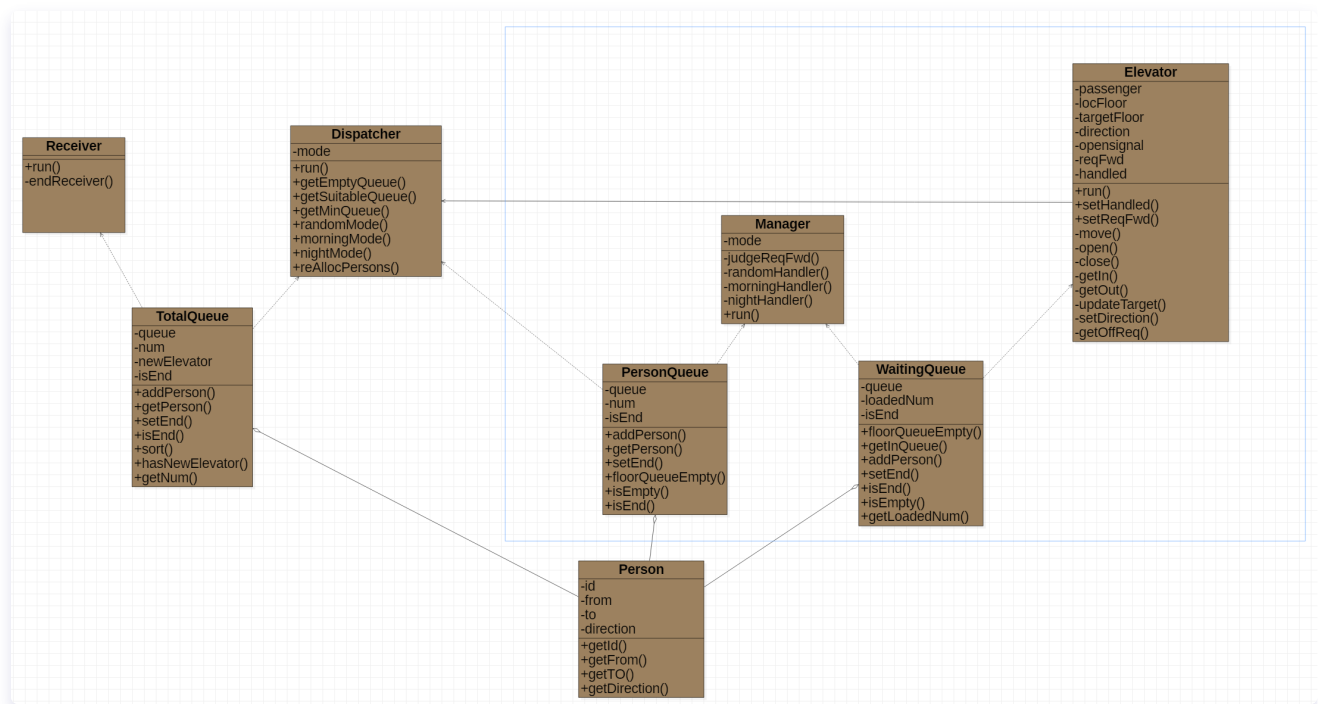 Receiver
+run()
-endReceiver()
Dispatcher
-mode
+run()
+getEmptyQueue()
+getSuitableQueue()
+getMinQueue()
+randomMode()
+morningMode()
+nightMode()
+reAllocPersons()
Elevator
-passenger
-locFloor
-targetFloor
-direction
-opensignal
-reqFwd
-handled
+run()
+setHandled()
+setReqFwd()
-move()
-open()
-close()
-getIn()
-getOut()
-updateTarget()
-setDirection()
-getOffReq()
Manager
-mode
-judgeReqFwd()
-randomHandler()
-morningHandler()
-nightHandler()
+run()
TotalQueue
-queue
-num
-newElevator
-isEnd
+addPerson()
+getPerson()
+setEnd()
+isEnd()
+sort()
+hasNewElevator()
+getNum()
PersonQueue
-queue
-num
-isEnd
+addPerson()
+getPerson()
+setEnd()
+floorQueueEmpty()
+isEmpty()
+isEnd()
WaitingQueue
-queue
-loadedNum
-isEnd
+floorQueueEmpty()
+getInQueue()
+addPerson()
+setEnd()
+isEnd()
+isEmpty()
+getLoadedNum()
Person
-id
-from
-to
-direction
+getId()
+getFrom()
+getTO()
+getDirection()